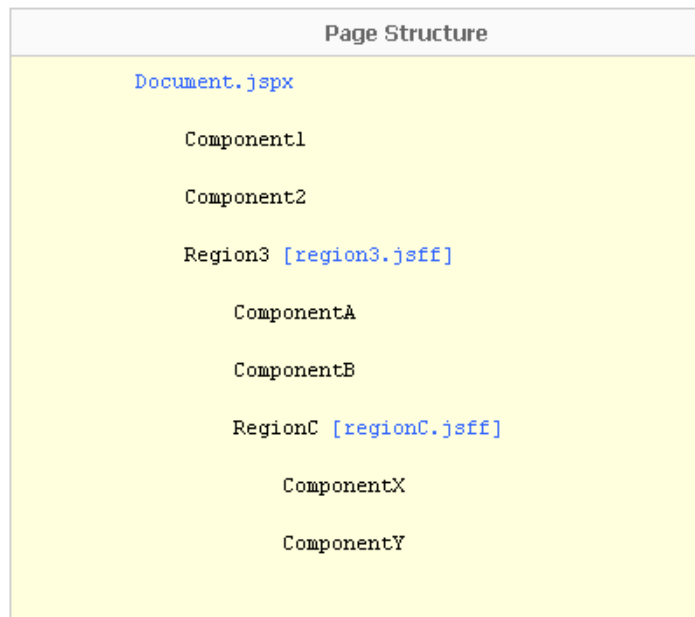 Page Structure
Document.jspx
Component1
Component2
Region3 [region3.jsff]
ComponentA
ComponentB
RegionC [regionC.jsff]
ComponentX
ComponentY